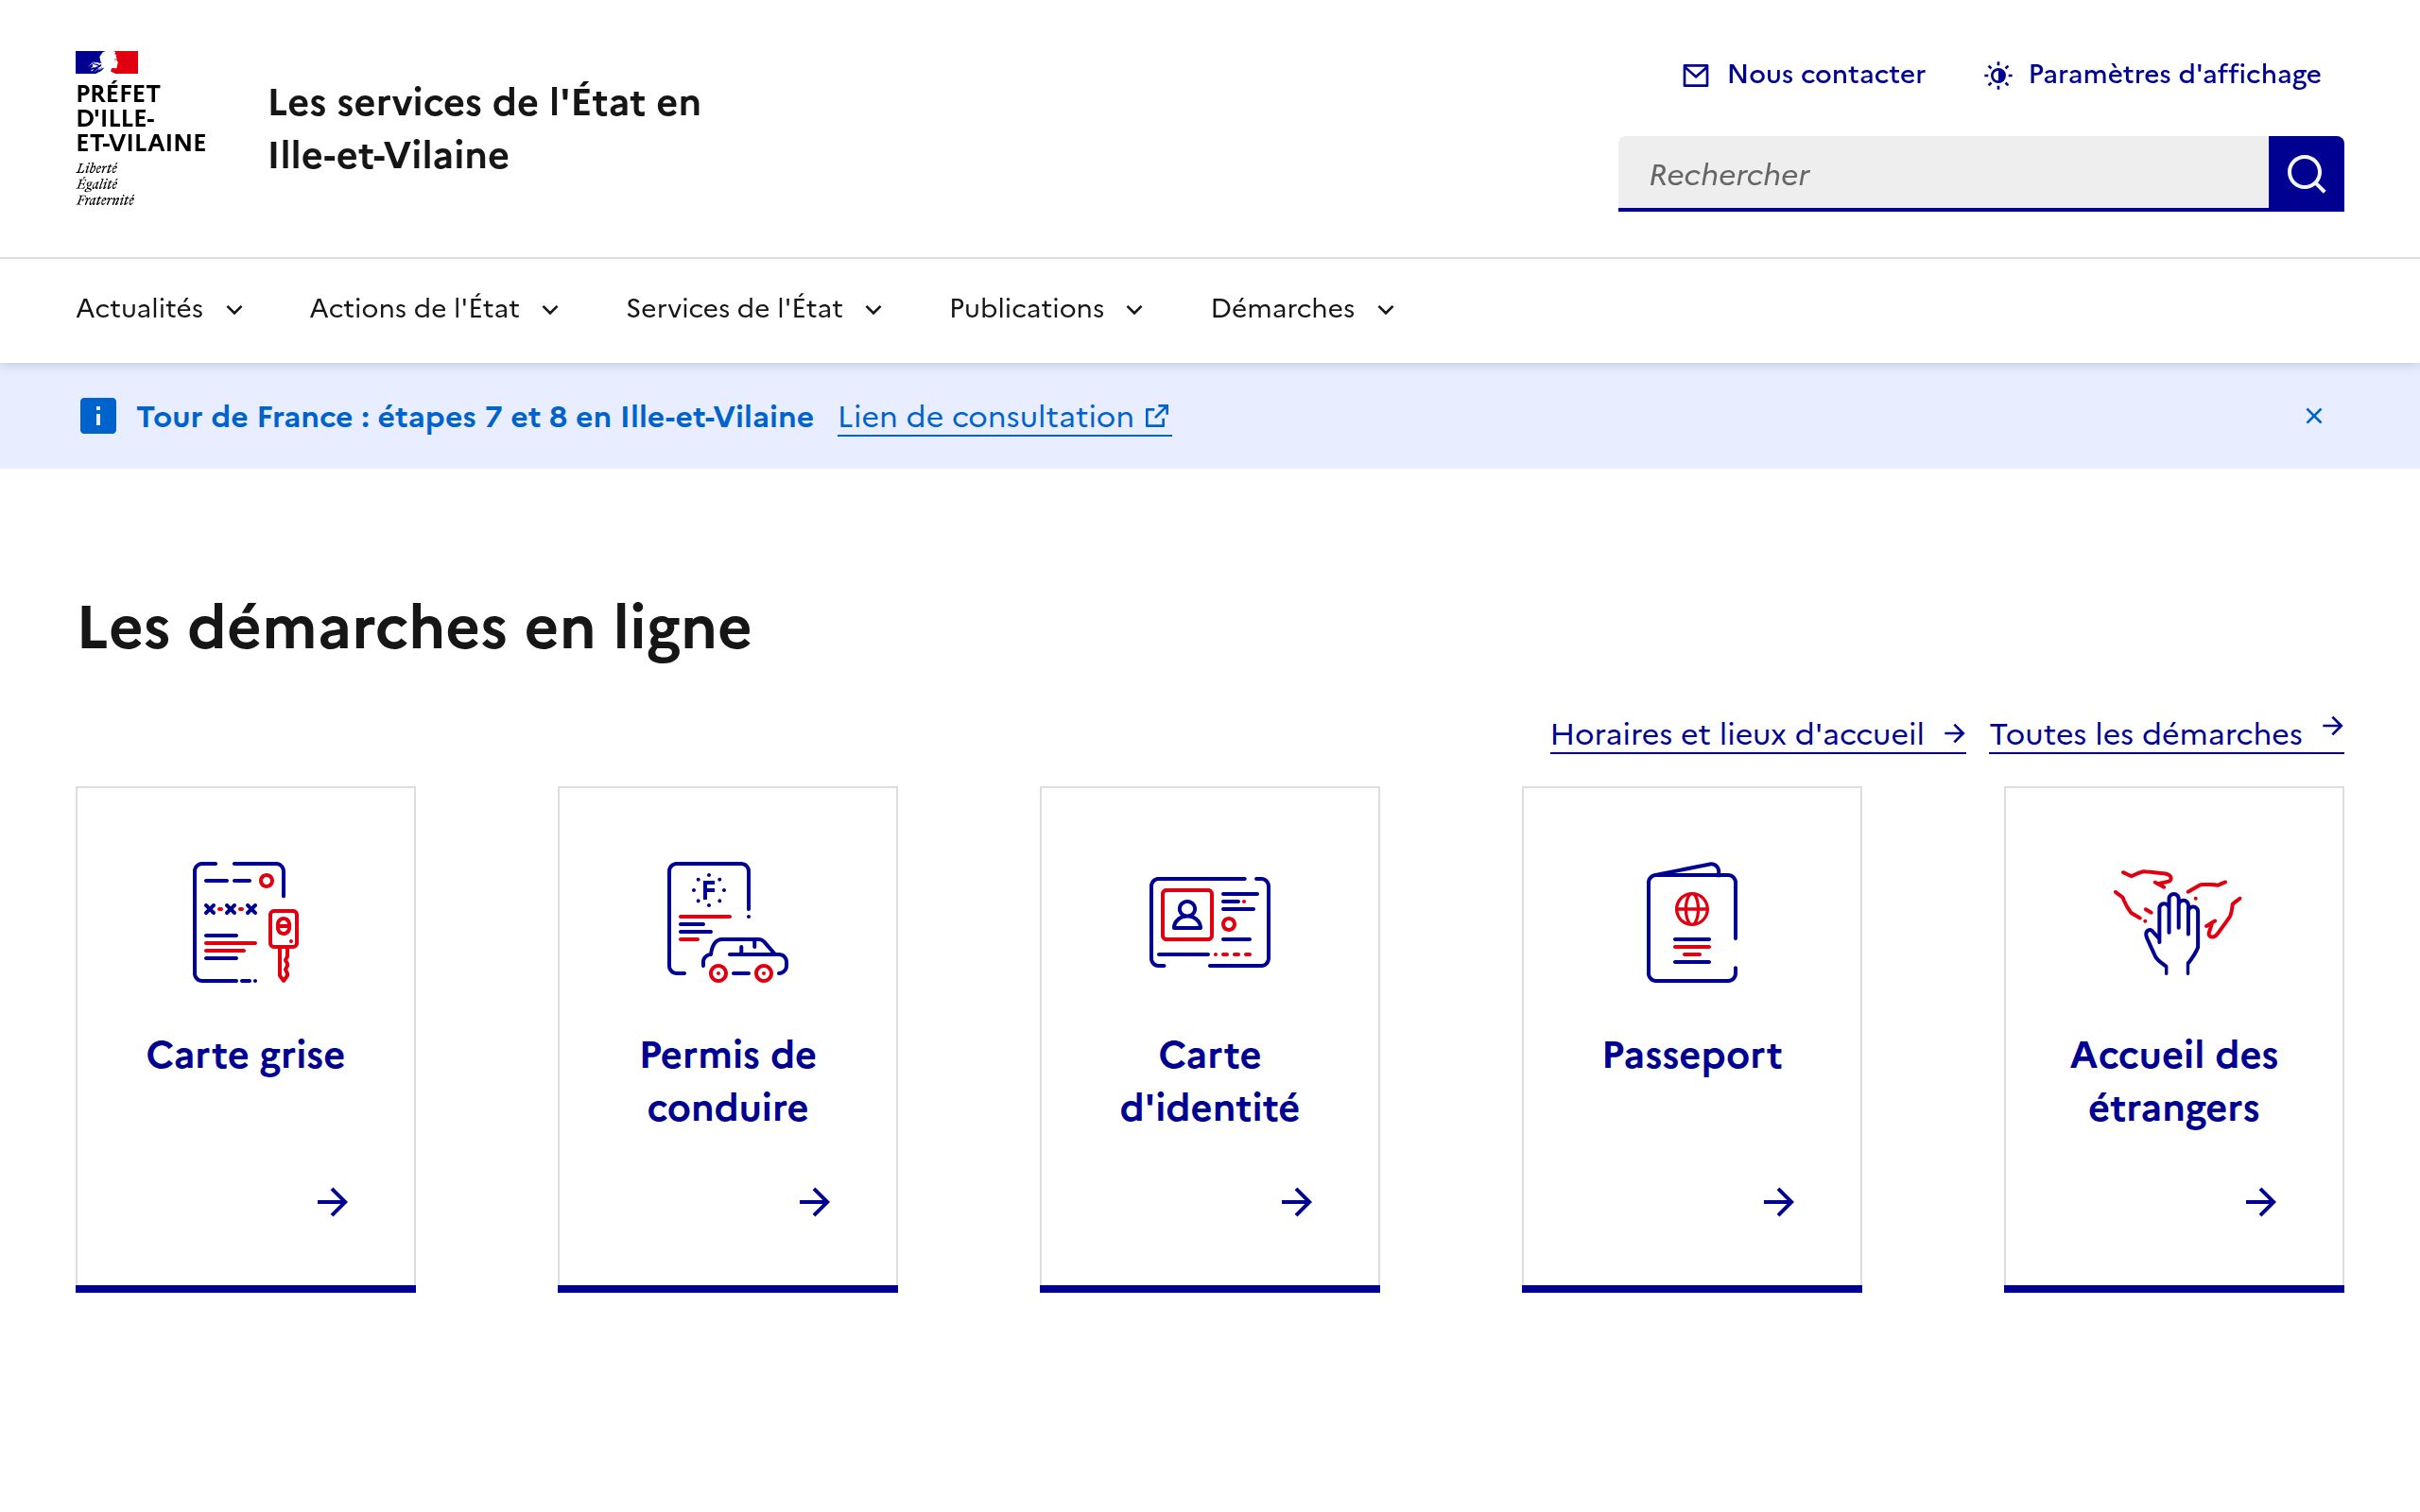 PRÉFET
D'ILLE-
ET-VILAINE
Liberté
Égalité
Fraternité
Les services de l'État en
Ille-et-Vilaine
Nous contacter
Paramètres d'affichage
Rechercher
Actualités
Actions de l'État
Services de l'État
Publications
Démarches
Tour de France : étapes 7 et 8 en Ille-et-Vilaine Lien de consultation
Les démarches en ligne
Horaires et lieux d'accueil
Toutes les démarches
Carte grise
Permis de
conduire
Carte
d'identité
Passeport
Accueil des
étrangers